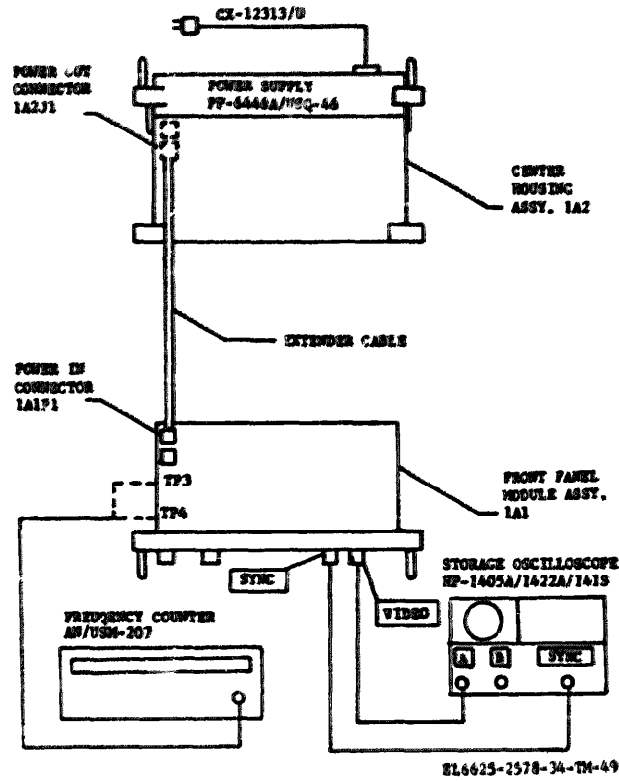 CX-12313/U
POWER OUT
CONNECTOR
1A2J1
POWER SUPPLY
PP-6446A/USQ-46
CENTER
HOUSING
ASSY. 1A2
EXTENDER CABLE
POWER IN
CONNECTOR
1A1P1
TP3
TP4
FRONT PANEL
MODULE ASSY.
1A1
SYNC
VIDEO
STORAGE OSCILLOSCOPE
HP-1405A/1422A/141S
A
B
SYNC
FREUQENCY COUNTER
AN/USM-207
EL6625-2578-34-TM-49